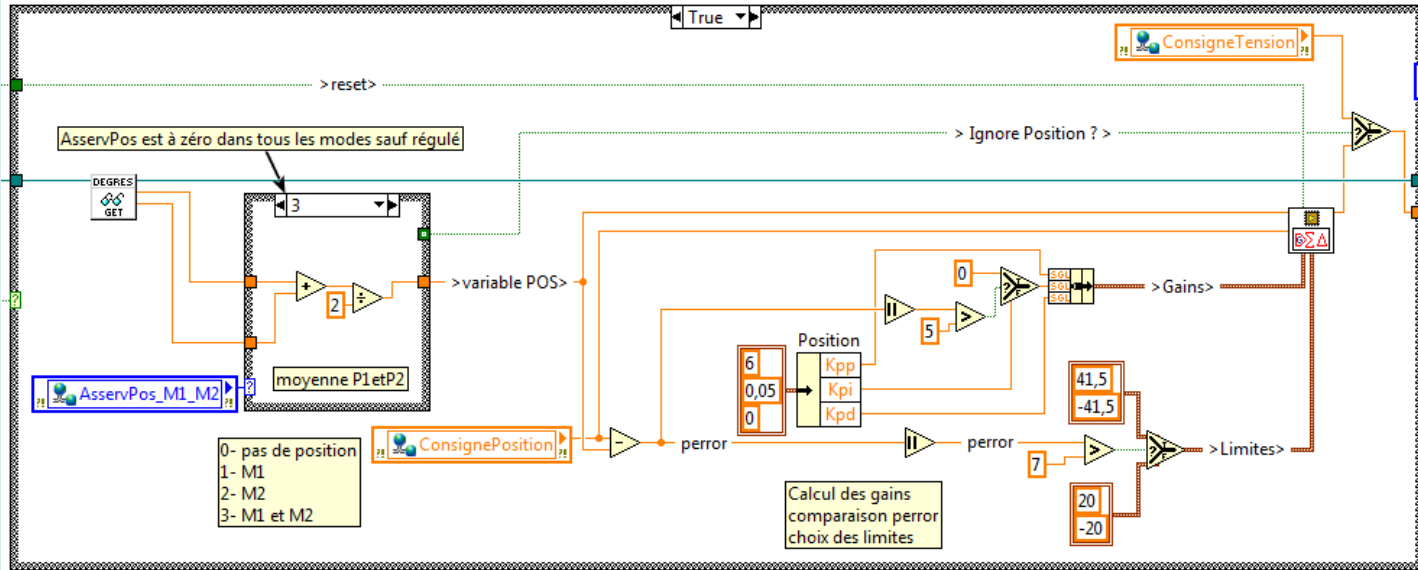 True
ConsigneTension
?!
?!
>reset>
AsservPos est à zéro dans tous les modes sauf régulé
> Ignore Position ? >
?
T
F
DEGRES
GET
3
+
2
÷
>variable POS>
moyenne P1etP2
?
?
AsservPos_M1_M2
?!
?!
0- pas de position
1- M1
2- M2
3- M1 et M2
ConsignePosition
?!
?!
-
perror
5
>
0
?
T
F
SGL
SGL
SGL
>Gains>
Position
6
0,05
0
Kpp
Kpi
Kpd
perror
7
>
41,5
-41,5
?
T
F
>Limites>
20
-20
Calcul des gains
comparaison perror
choix des limites